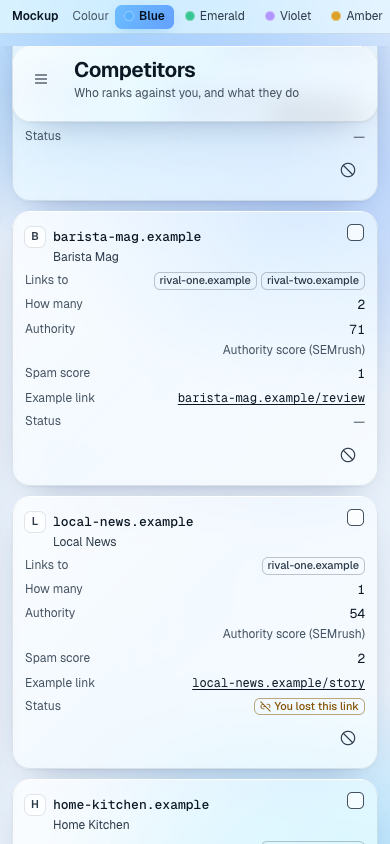 Mockup Colour Blue Emerald Violet Amber
Competitors
Who ranks against you, and what they do
Status —
B barista-mag.example
Barista Mag
Links to rival-one.example rival-two.example
How many 2
Authority 71
Authority score (SEMrush)
Spam score 1
Example link barista-mag.example/review
Status —
L local-news.example
Local News
Links to rival-one.example
How many 1
Authority 54
Authority score (SEMrush)
Spam score 2
Example link local-news.example/story
Status You lost this link
H home-kitchen.example
Home Kitchen